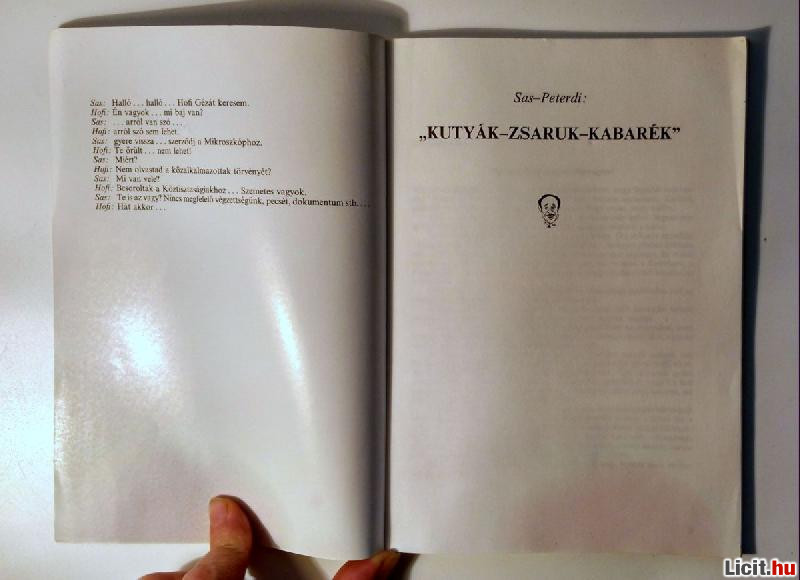 Sas: Halló . . . halló . . . Hofi Gézát keresem.
Hofi: Én vagyok . . . mi baj van?
Sas: . . . arról van szó . . .
Hofi: arról szó sem lehet.
Sas: gyere vissza . . . szerződj a Mikroszkóphoz.
Hofi: Te őrült . . . nem lehet!
Sas: Miért?
Hofi: Nem olvastad a közalkalmazottak törvényét?
Sas: Mi van vele?
Hofi: Besoroltak a Köztisztaságiakhoz . . . Szemetes vagyok.
Sas: Te is az vagy? Nincs megfelelő végzettségünk, pecsét, dokumentum stb. . . .
Hofi: Hát akkor . . .
Sas–Peterdi:
„KUTYÁK–ZSARUK–KABARÉK”
Licit.hu